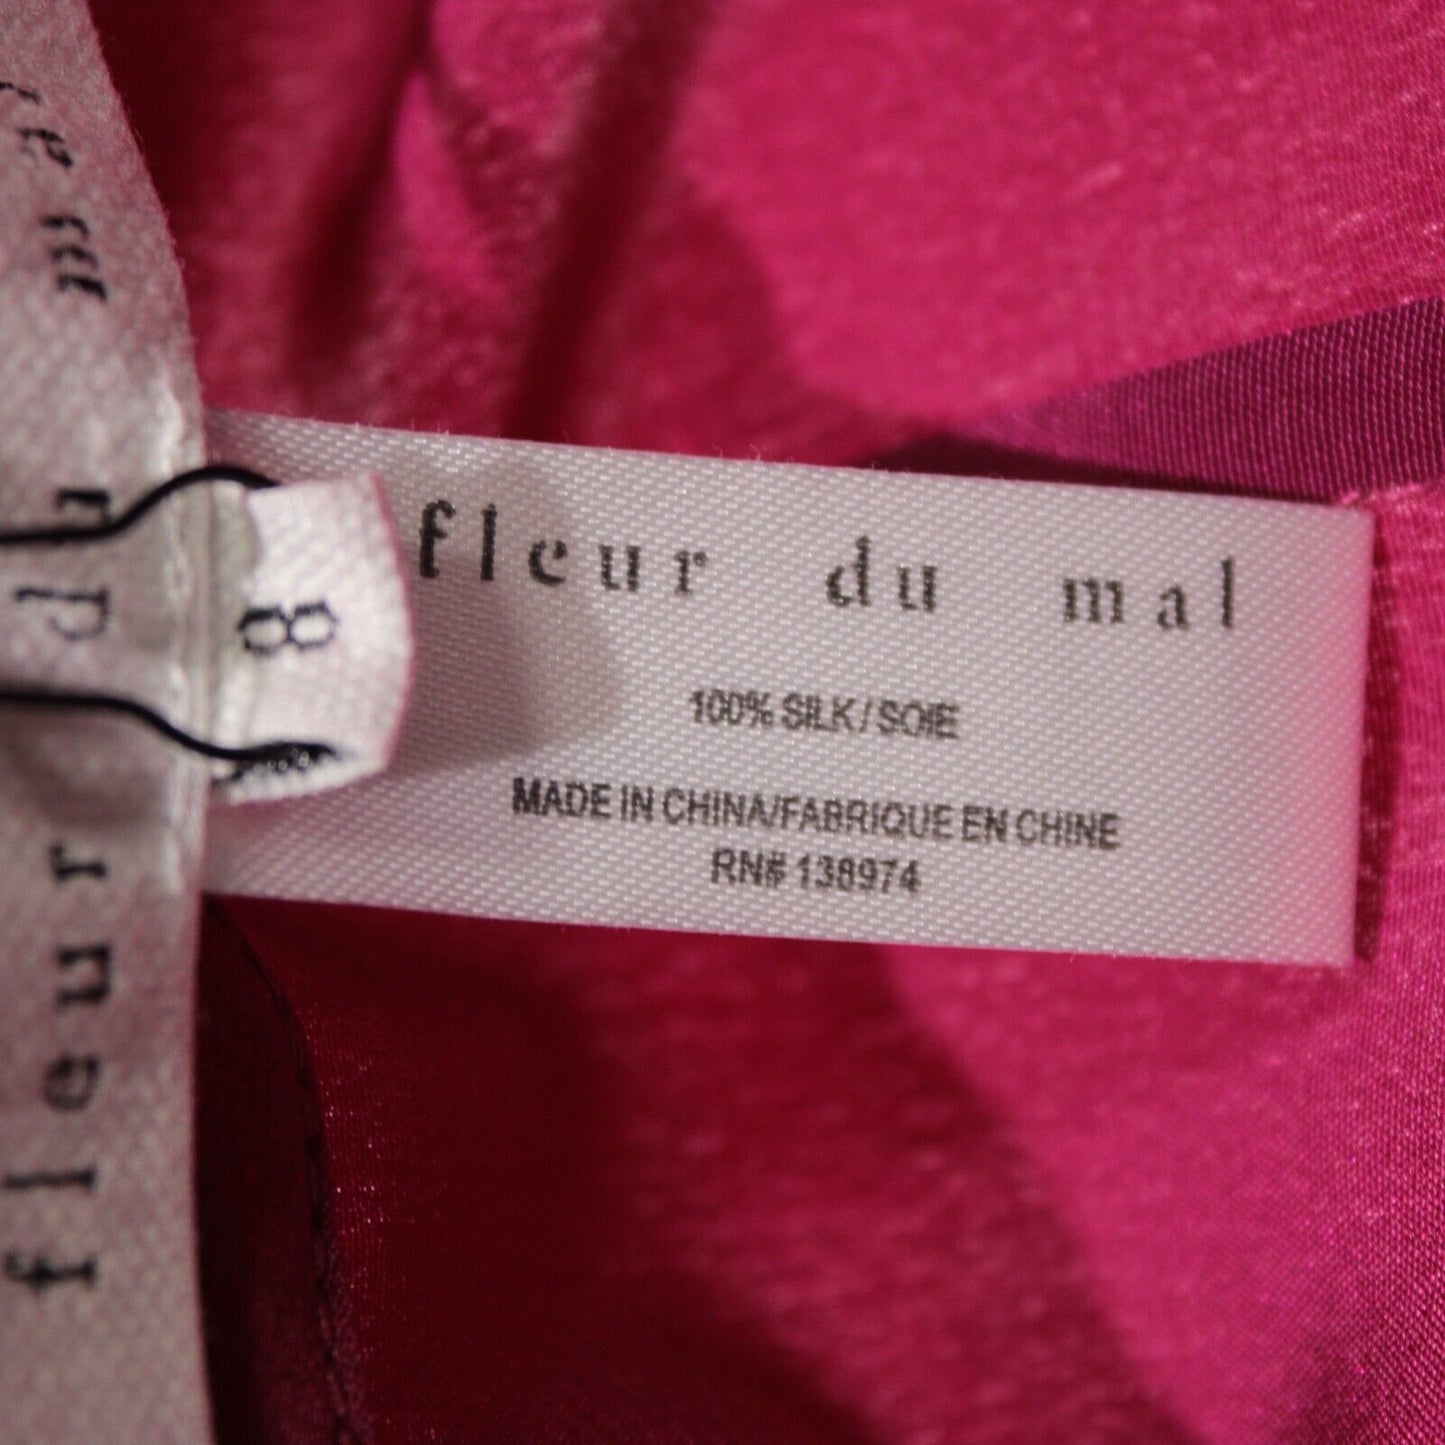 fleur du mal
8
fleur du mal
100% SILK/SOIE
MADE IN CHINA/FABRIQUE EN CHINE
RN# 138974